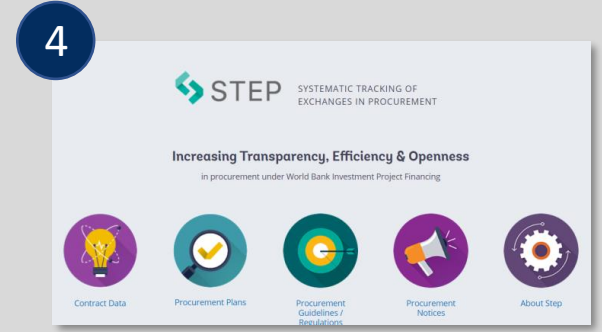 4
STEP
SYSTEMATIC TRACKING OF
EXCHANGES IN PROCUREMENT
Increasing Transparency, Efficiency & Openness
in procurement under World Bank Investment Project Financing
Contract Data
Procurement Plans
Procurement
Guidelines /
Regulations
Procurement
Notices
About Step